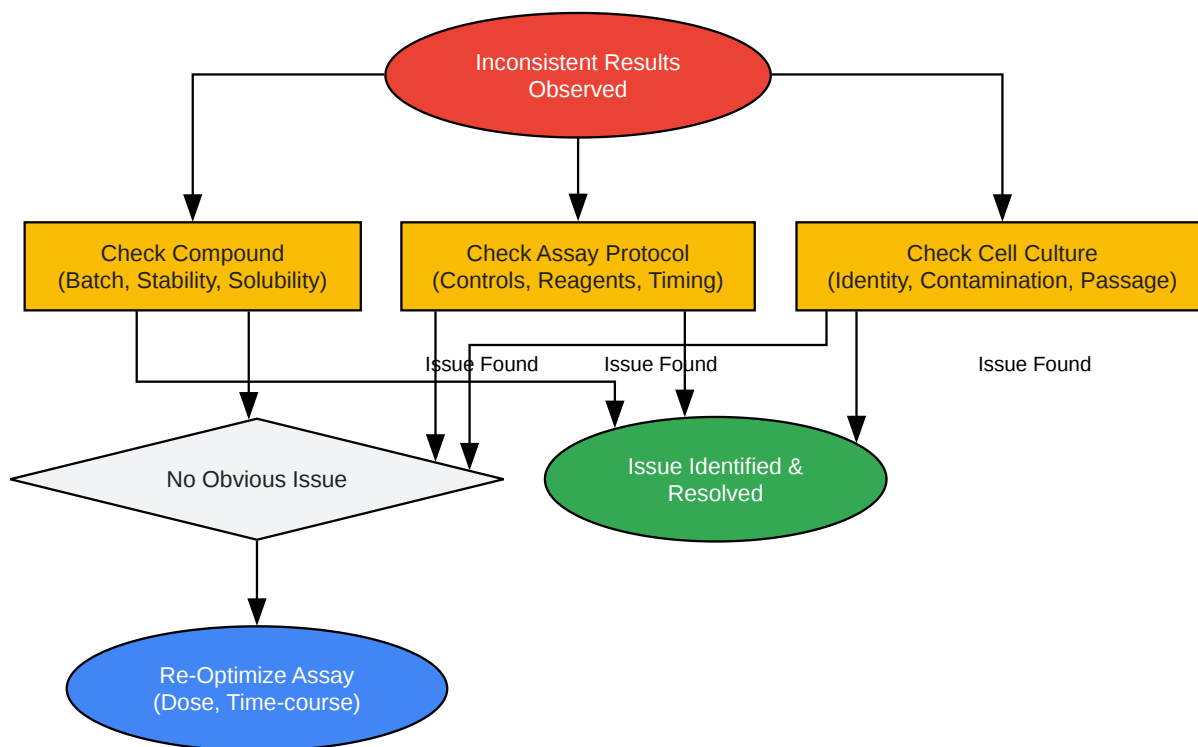 Inconsistent Results
Observed
Check Compound
(Batch, Stability, Solubility)
Check Assay Protocol
(Controls, Reagents, Timing)
Check Cell Culture
(Identity, Contamination, Passage)
Issue Found
Issue Found
Issue Found
No Obvious Issue
Issue Identified &
Resolved
Re-Optimize Assay
(Dose, Time-course)